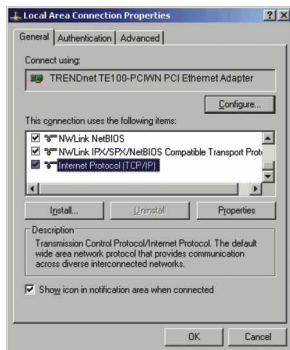 Local Area Connection Properties
General Authentication Advanced
Connect using:
TRENDnet TE100-PCIWN PCI Ethernet Adapter
Configure...
This connection uses the following items:
NWLink NetBIOS
NWLink IPX/SPX/NetBIOS Compatible Transport Proto
Internet Protocol (TCP/IP)
Install... Uninstall Properties
Description
Transmission Control Protocol/Internet Protocol. The default
wide area network protocol that provides communication
across diverse interconnected networks.
Show icon in notification area when connected
OK Cancel